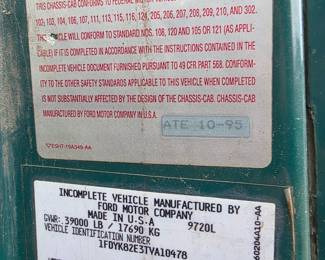 THIS CHASSIS-CAB CONFORMS TO FEDERAL MOTOR VEHICLE
102, 103, 104, 106, 107, 111, 113, 115, 116, 124, 205, 206, 207, 208, 209, 210, AND 302.
THIS VEHICLE WILL CONFORM TO STANDARD NOS. 108, 120 AND 105 OR 121 (AS APPLI-
CABLE) IF IT IS COMPLETED IN ACCORDANCE WITH THE INSTRUCTIONS CONTAINED IN THE
INCOMPLETE VEHICLE DOCUMENT FURNISHED PURSUANT TO 49 CFR PART 568. CONFORM-
ITY TO THE OTHER SAFETY STANDARDS APPLICABLE TO THIS VEHICLE WHEN COMPLETED
IS NOT SUBSTANTIALLY AFFECTED BY THE DESIGN OF THE CHASSIS-CAB. CHASSIS-CAB
MANUFACTURED BY FORD MOTOR COMPANY IN U.S.A.
ATE 10-95
INCOMPLETE VEHICLE MANUFACTURED BY
FORD MOTOR COMPANY
MADE IN U.S.A.
GVWR: 39000 LB / 17690 KG 9720L
VEHICLE IDENTIFICATION NUMBER
1FDYK82E3TVA10478
60204A10-AA